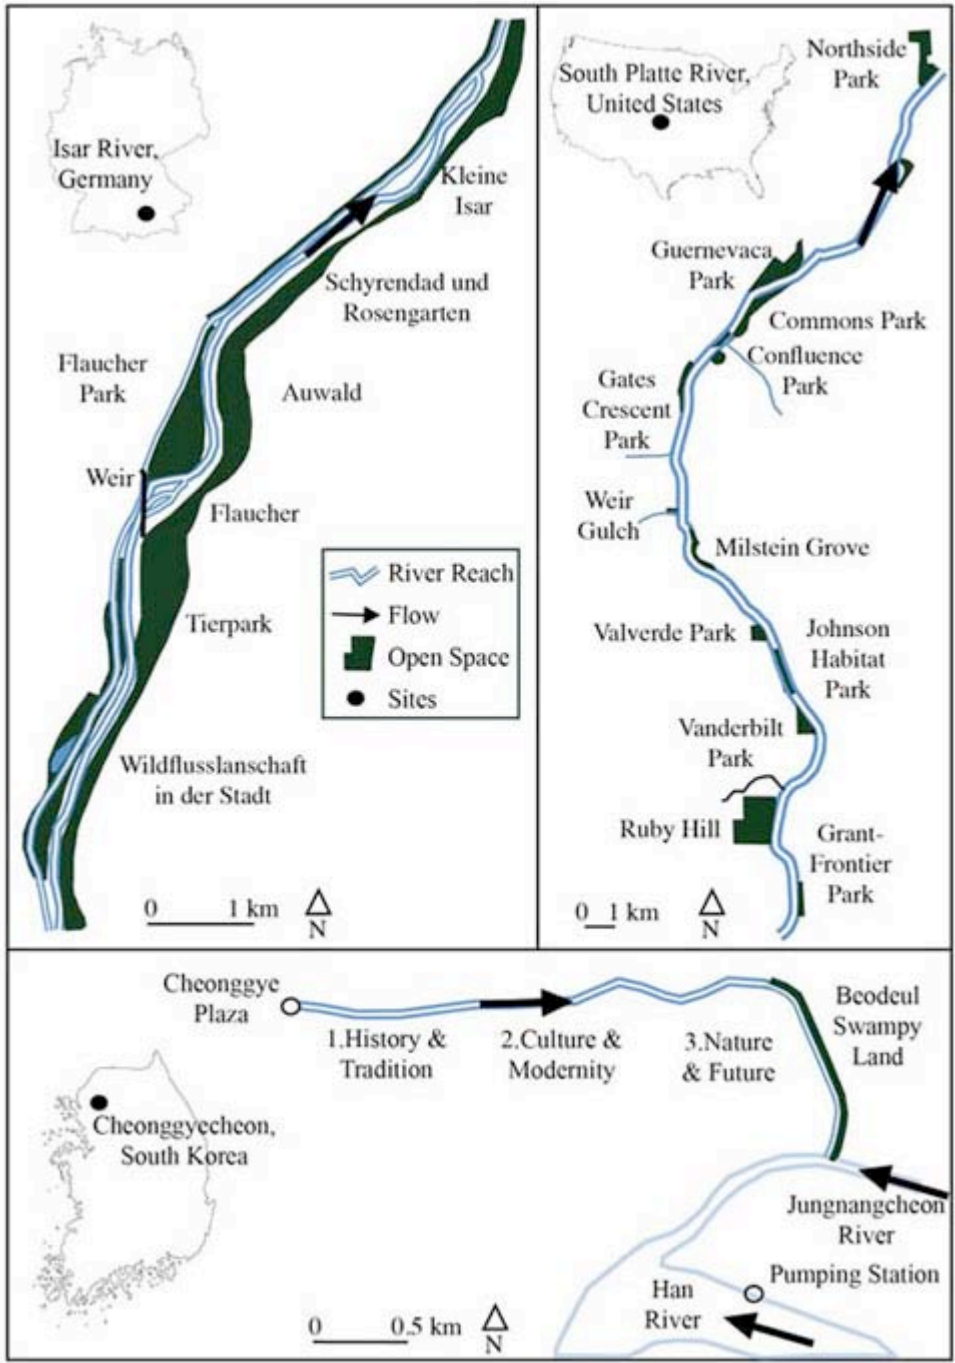 Isar River,
Germany
Kleine
Isar
Schyrendad und
Rosengarten
Flaucher
Park
Auwald
Weir
Flaucher
Tierpark
Wildflusslanschaft
in der Stadt
0 1 km
N
River Reach
Flow
Open Space
Sites
South Platte River,
United States
Northside
Park
Guernevaca
Park
Commons Park
Confluence
Park
Gates
Crescent
Park
Weir
Gulch
Milstein Grove
Valverde Park
Johnson
Habitat
Park
Vanderbilt
Park
Ruby Hill
Grant-
Frontier
Park
0 1 km
N
Cheonggye
Plaza
1.History &
Tradition
2.Culture &
Modernity
3.Nature
& Future
Beodeul
Swampy
Land
Cheonggyecheon,
South Korea
Jungnangcheon
River
Pumping Station
Han
River
0 0.5 km
N